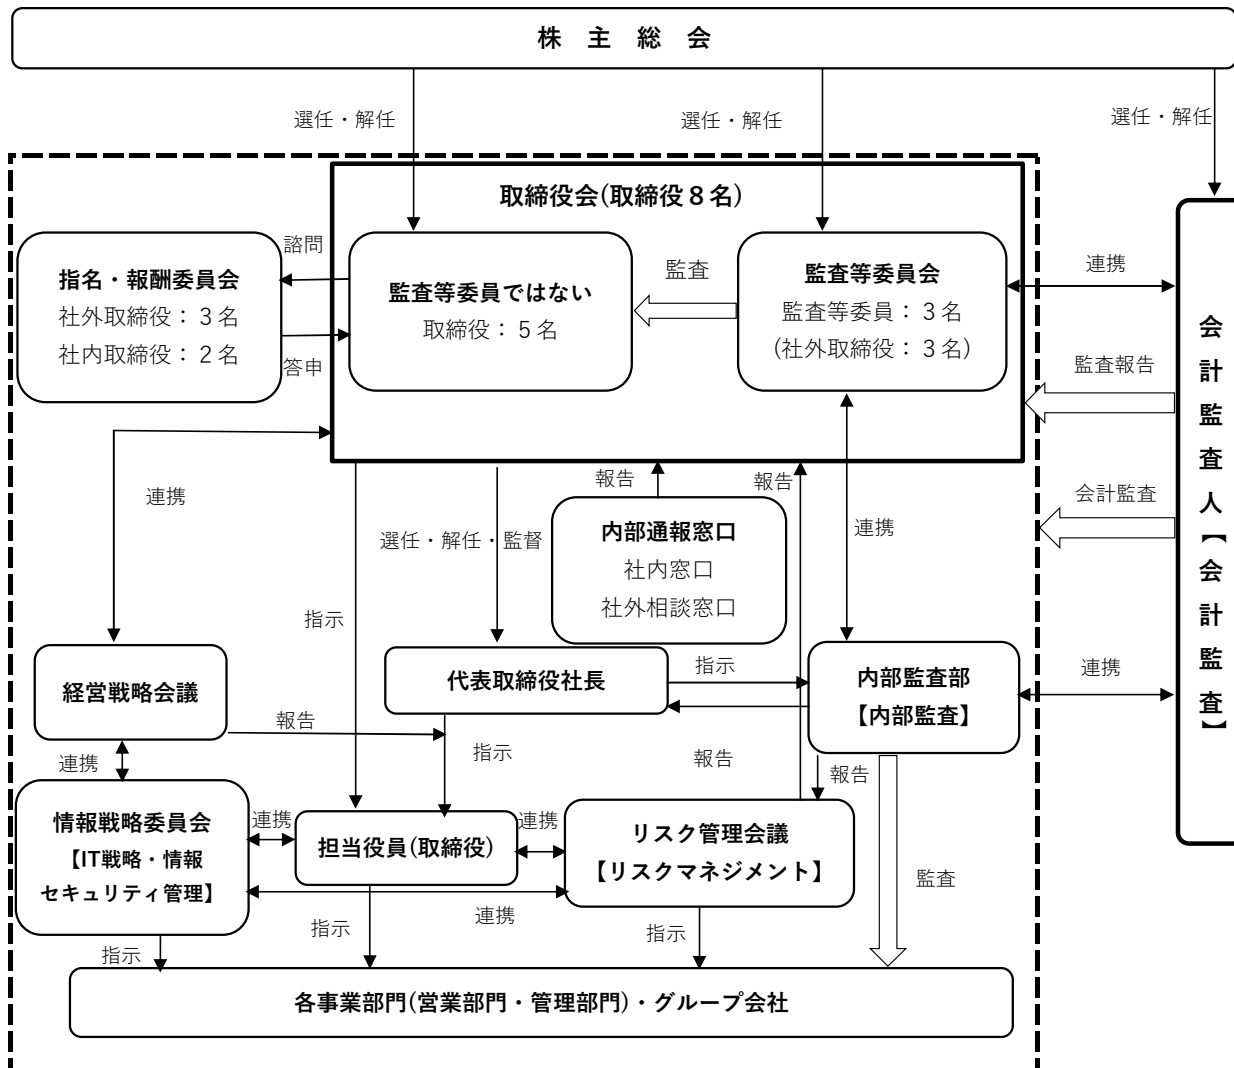 株 主 総 会
選任・解任
選任・解任
選任・解任
取締役会(取締役８名)
指名・報酬委員会
社外取締役：３名
社内取締役：２名
諮問
答申
監査等委員ではない
取締役：５名
監査
監査等委員会
監査等委員：３名
(社外取締役：３名)
連携
監査報告
会計監査
会計監査人【会計監査】
連携
報告
報告
選任・解任・監督
内部通報窓口
社内窓口
社外相談窓口
連携
指示
経営戦略会議
代表取締役社長
指示
内部監査部
【内部監査】
連携
報告
指示
報告
報告
連携
情報戦略委員会
【IT戦略・情報
セキュリティ管理】
連携
担当役員(取締役)
連携
リスク管理会議
【リスクマネジメント】
監査
連携
指示
指示
指示
各事業部門(営業部門・管理部門)・グループ会社